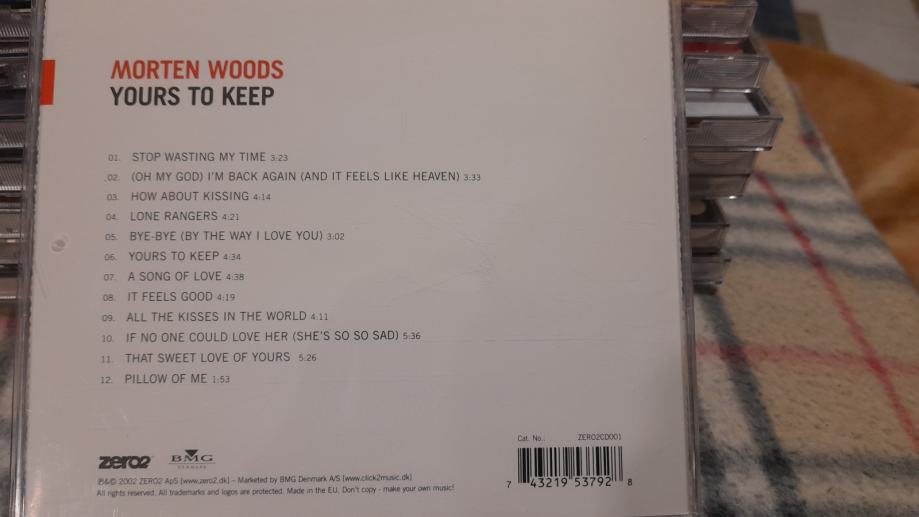 MORTEN WOODS
YOURS TO KEEP
01. STOP WASTING MY TIME 3:23
02. (OH MY GOD) I'M BACK AGAIN (AND IT FEELS LIKE HEAVEN) 3:33
03. HOW ABOUT KISSING 4:14
04. LONE RANGERS 4:21
05. BYE-BYE (BY THE WAY I LOVE YOU) 3:02
06. YOURS TO KEEP 4:34
07. A SONG OF LOVE 4:38
08. IT FEELS GOOD 4:19
09. ALL THE KISSES IN THE WORLD 4:11
10. IF NO ONE COULD LOVE HER (SHE'S SO SO SAD) 5:36
11. THAT SWEET LOVE OF YOURS 5:26
12. PILLOW OF ME 1:53
Cat. No.: ZERO2CD001
zero2 BMG
DENMARK
℗&© 2002 ZERO2 ApS [www.zero2.dk] – Marketed by BMG Denmark A/S [www.click2music.dk]
All rights reserved. All trademarks and logos are protected. Made in the EU. Don't copy - make your own music!
7 43219 53792 8